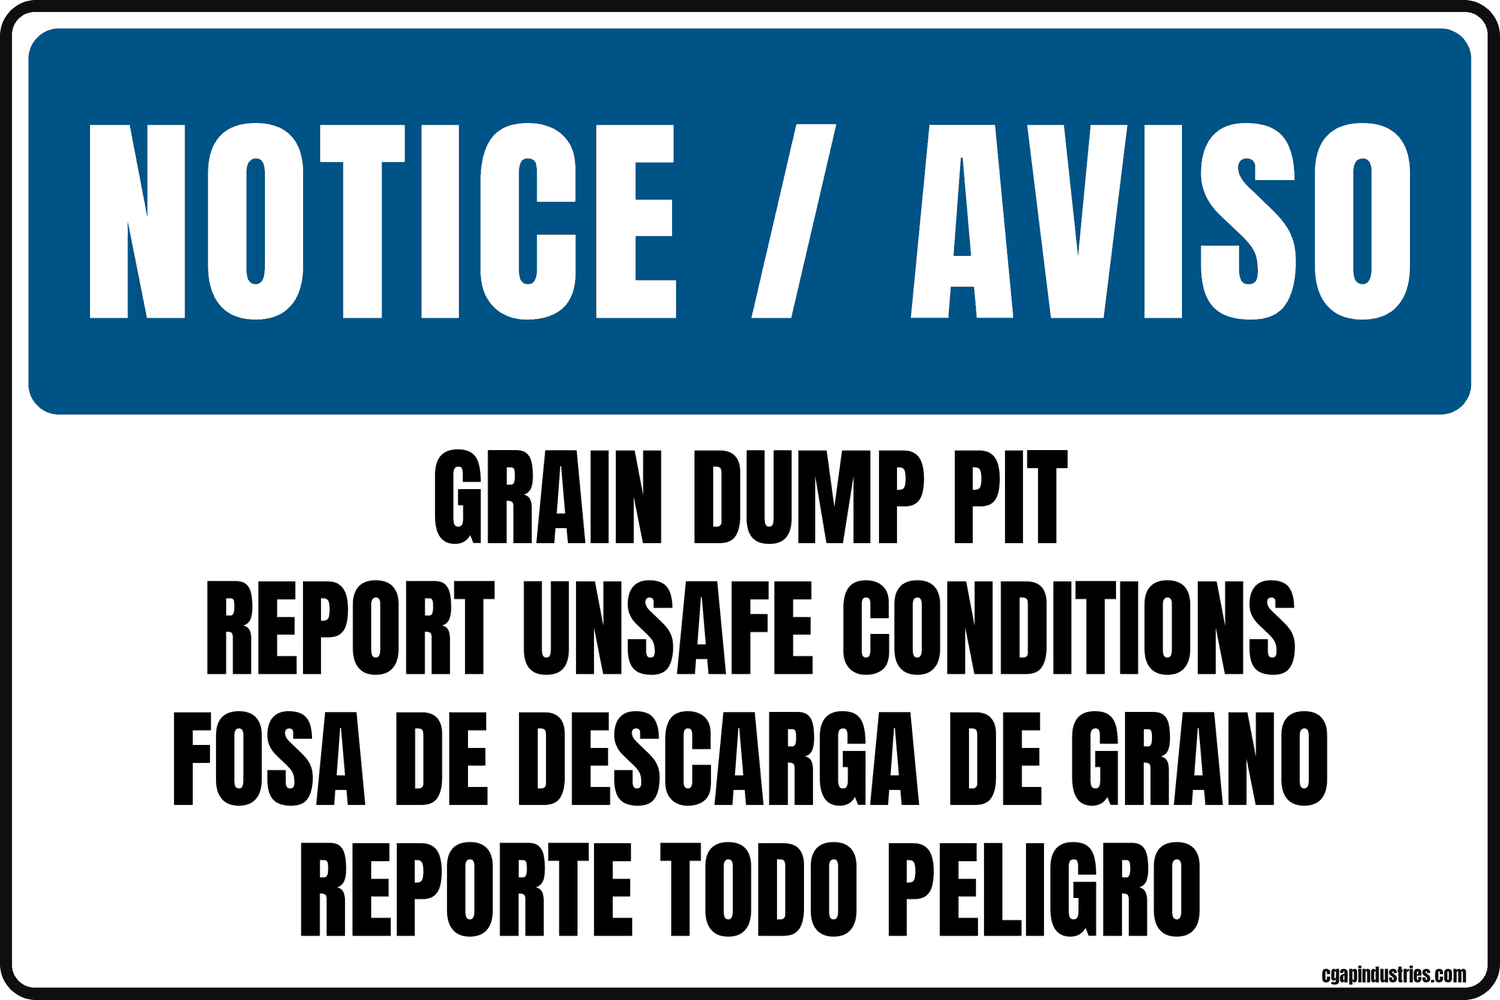 NOTICE / AVISO
GRAIN DUMP PIT
REPORT UNSAFE CONDITIONS
FOSA DE DESCARGA DE GRANO
REPORTE TODO PELIGRO
cgapindustries.com